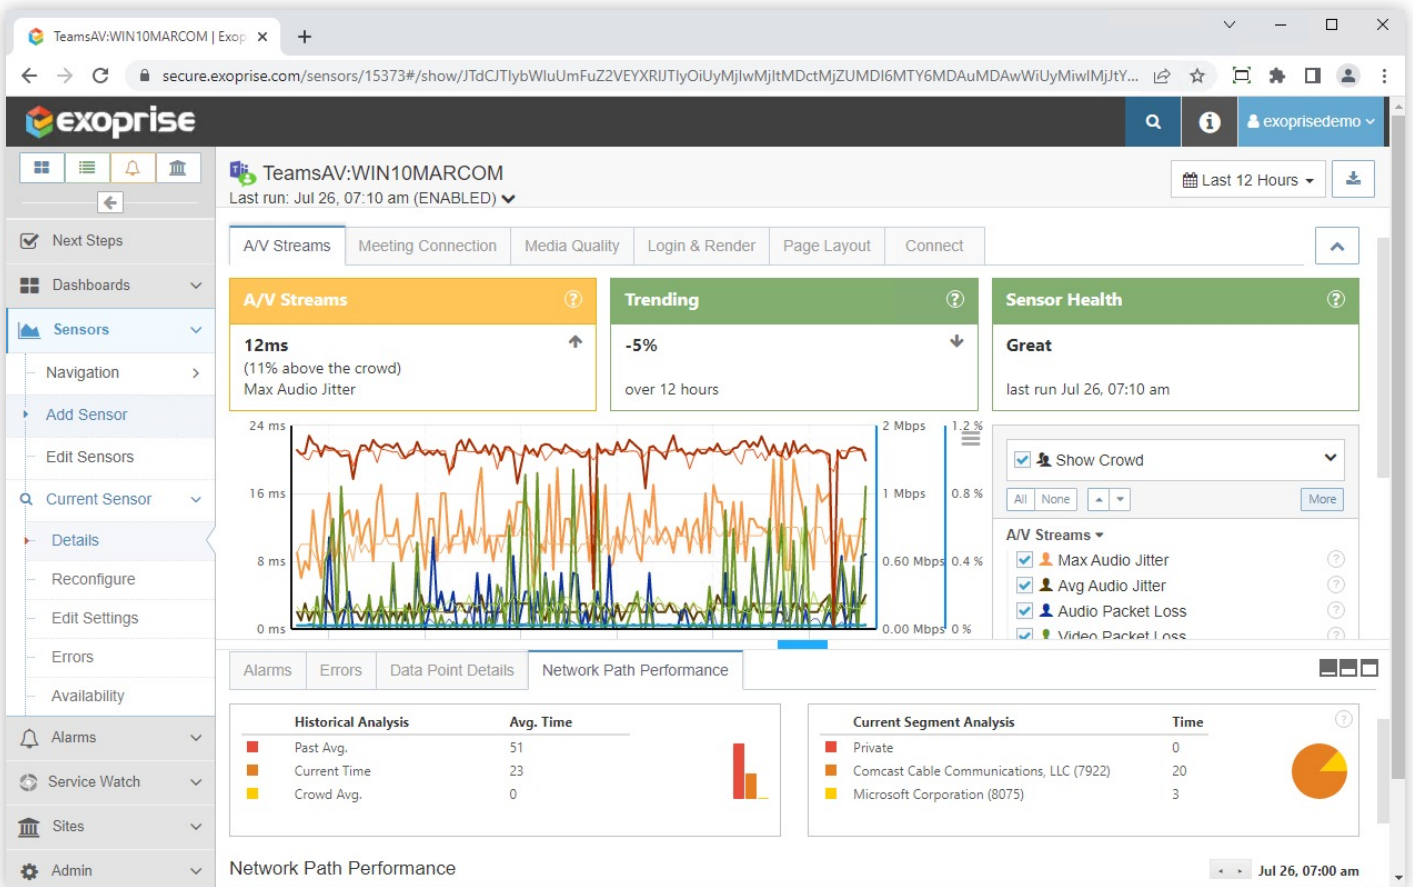 TeamsAV:WIN10MARCOM | Exop
secure.exoprise.com/sensors/15373#/show/JTdCJTIybWluUmFuZ2VEYXRlJTIyOiUyMjIwMjItMDctMjZUMDI6MTY6MDAuMDAwWiUyMiwlMjJtY...
exoprise
exoprisedemo
TeamsAV:WIN10MARCOM
Last run: Jul 26, 07:10 am (ENABLED)
Last 12 Hours
Next Steps
Dashboards
Sensors
Navigation
Add Sensor
Edit Sensors
Current Sensor
Details
Reconfigure
Edit Settings
Errors
Availability
Alarms
Service Watch
Sites
Admin
A/V Streams
Meeting Connection
Media Quality
Login & Render
Page Layout
Connect
A/V Streams
12ms
(11% above the crowd)
Max Audio Jitter
Trending
-5%
over 12 hours
Sensor Health
Great
last run Jul 26, 07:10 am
24 ms
16 ms
8 ms
0 ms
2 Mbps
1 Mbps
0.60 Mbps
0.00 Mbps
1.2 %
0.8 %
0.4 %
0 %
Show Crowd
All
None
More
A/V Streams
Max Audio Jitter
Avg Audio Jitter
Audio Packet Loss
Video Packet Loss
Alarms
Errors
Data Point Details
Network Path Performance
Historical Analysis Avg. Time
Past Avg. 51
Current Time 23
Crowd Avg. 0
Current Segment Analysis Time
Private 0
Comcast Cable Communications, LLC (7922) 20
Microsoft Corporation (8075) 3
Network Path Performance
Jul 26, 07:00 am